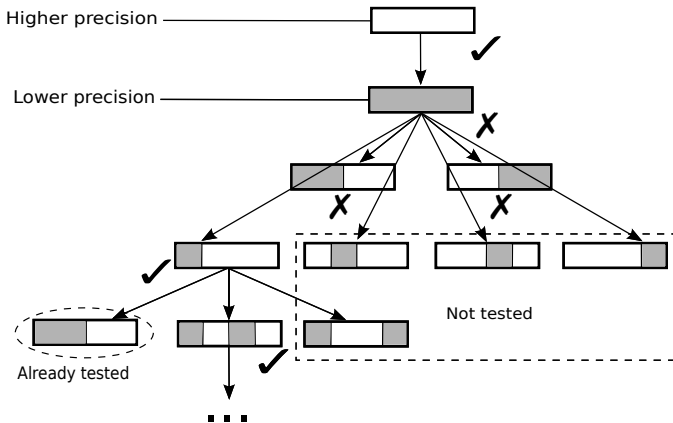 Higher precision
Lower precision
Not tested
Already tested